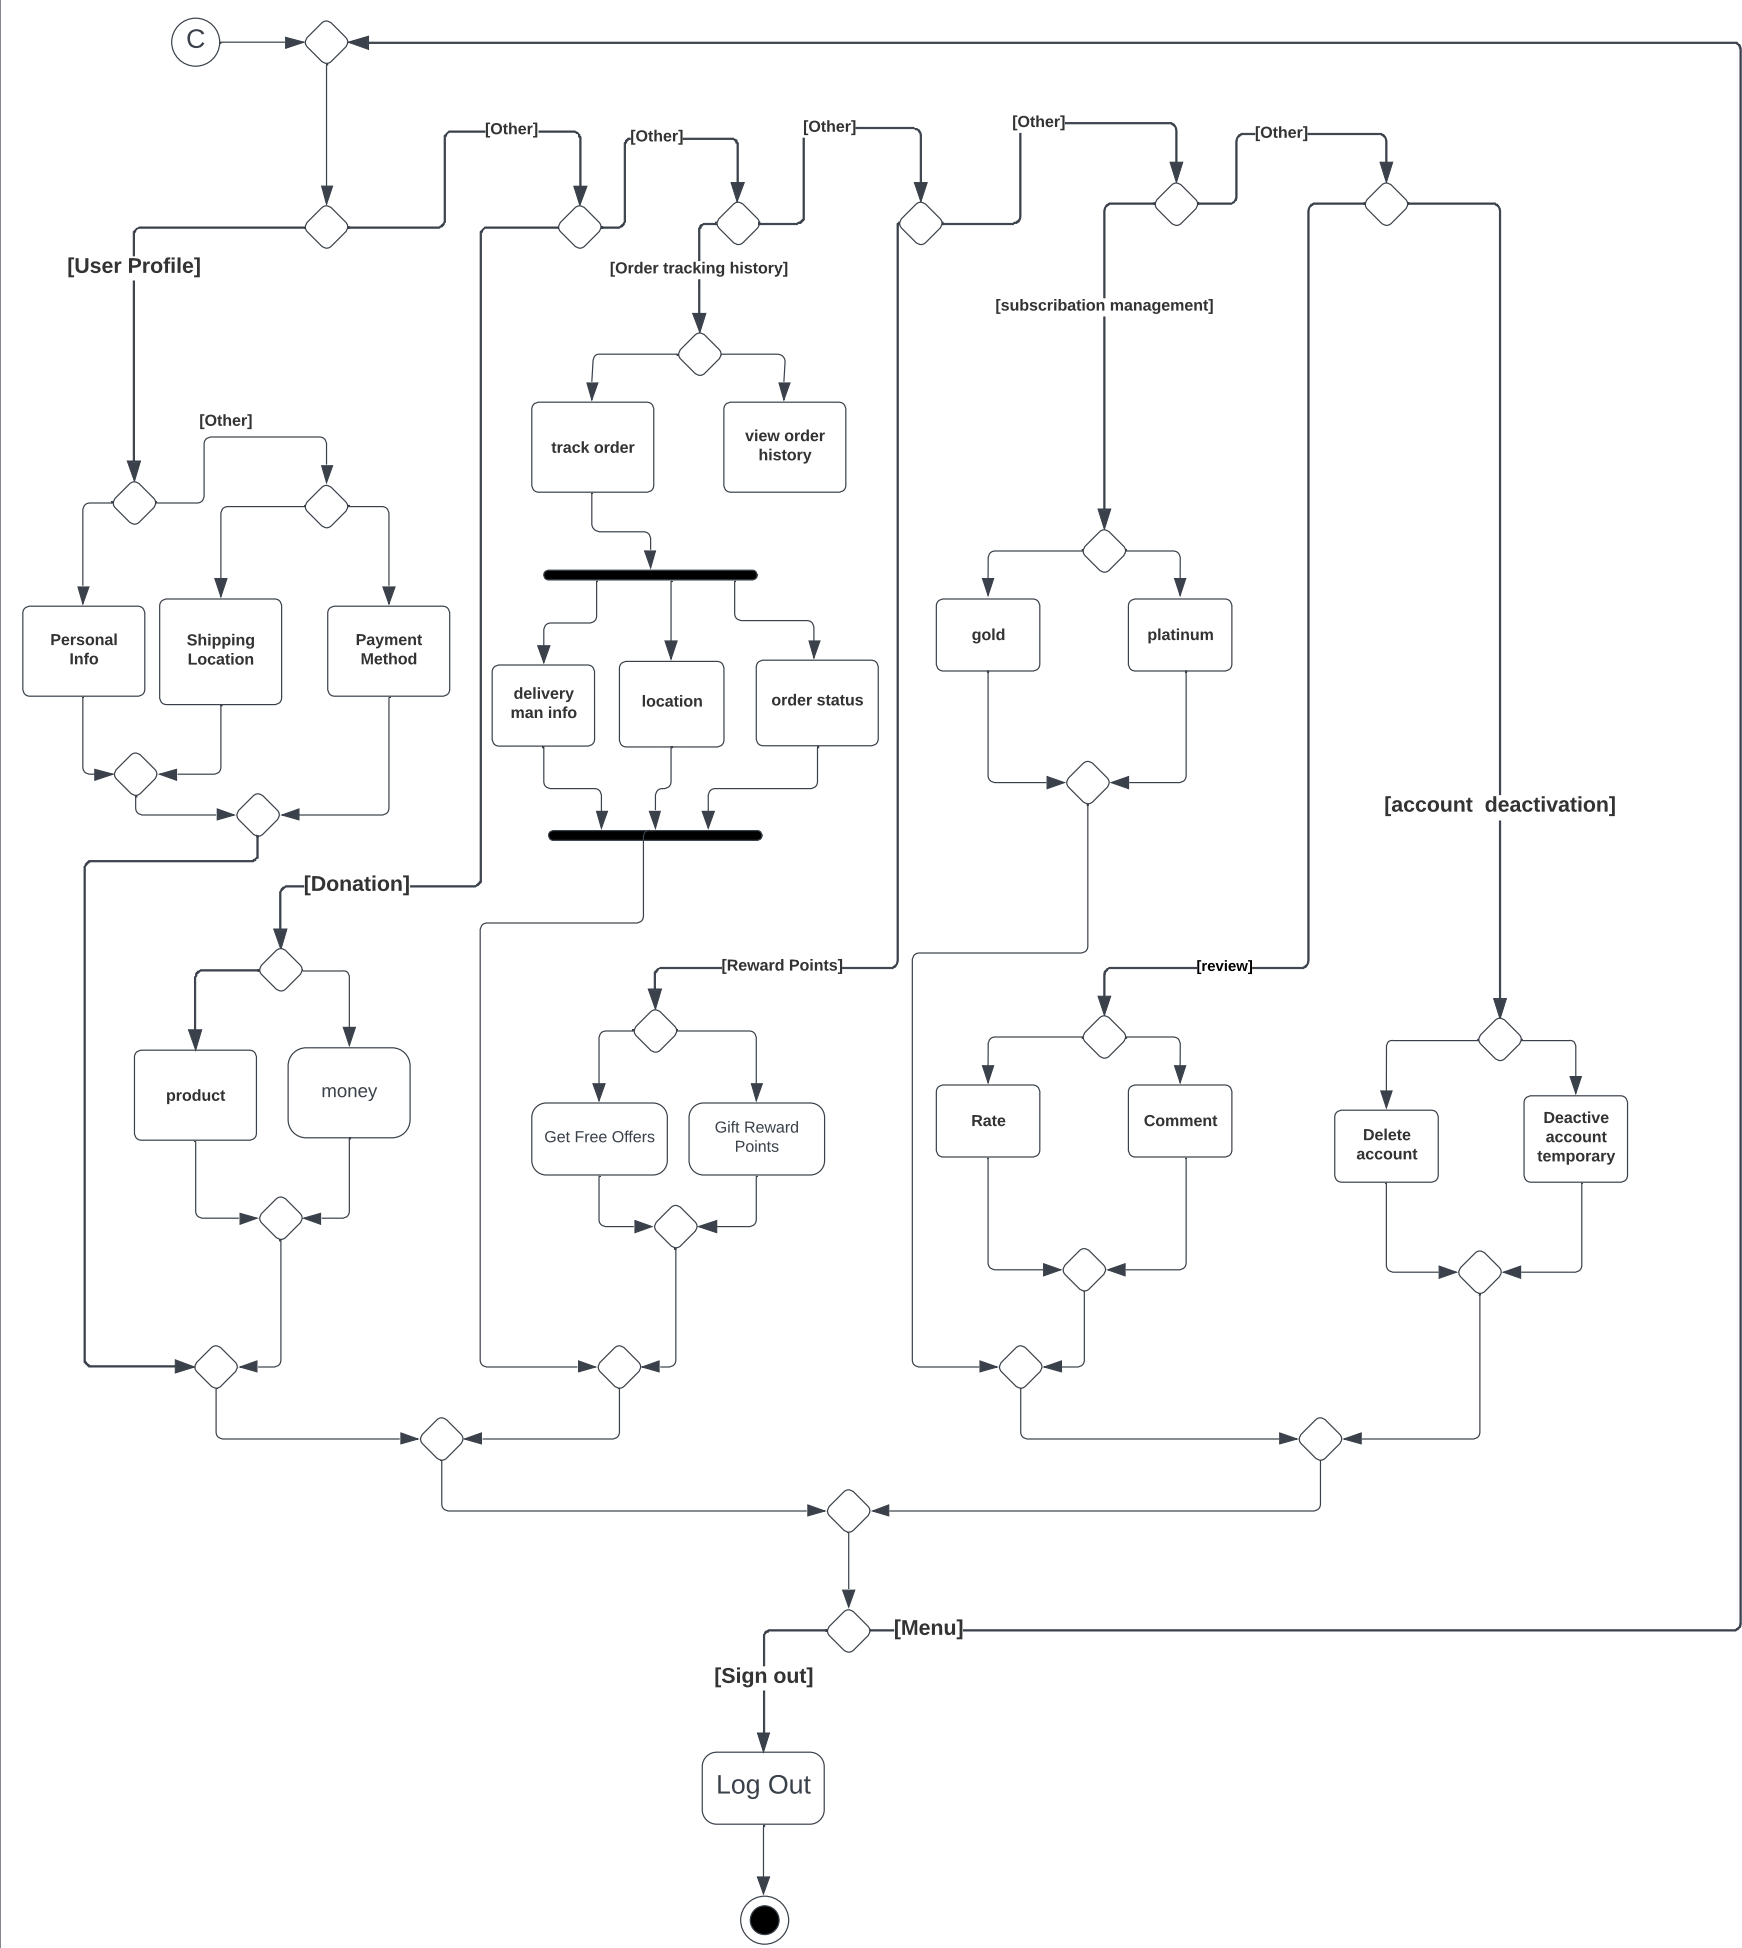 C
[Other]
[Other]
[Other]
[Other]
[Other]
[User Profile]
[Order tracking history]
[subscribation management]
[Other]
track order
view order
history
Personal
Info
Shipping
Location
Payment
Method
gold
platinum
delivery
man info
location
order status
[account  deactivation]
[Donation]
[Reward Points]
[review]
product
money
Get Free Offers
Gift Reward
Points
Rate
Comment
Delete
account
Deactive
account
temporary
[Menu]
[Sign out]
Log Out